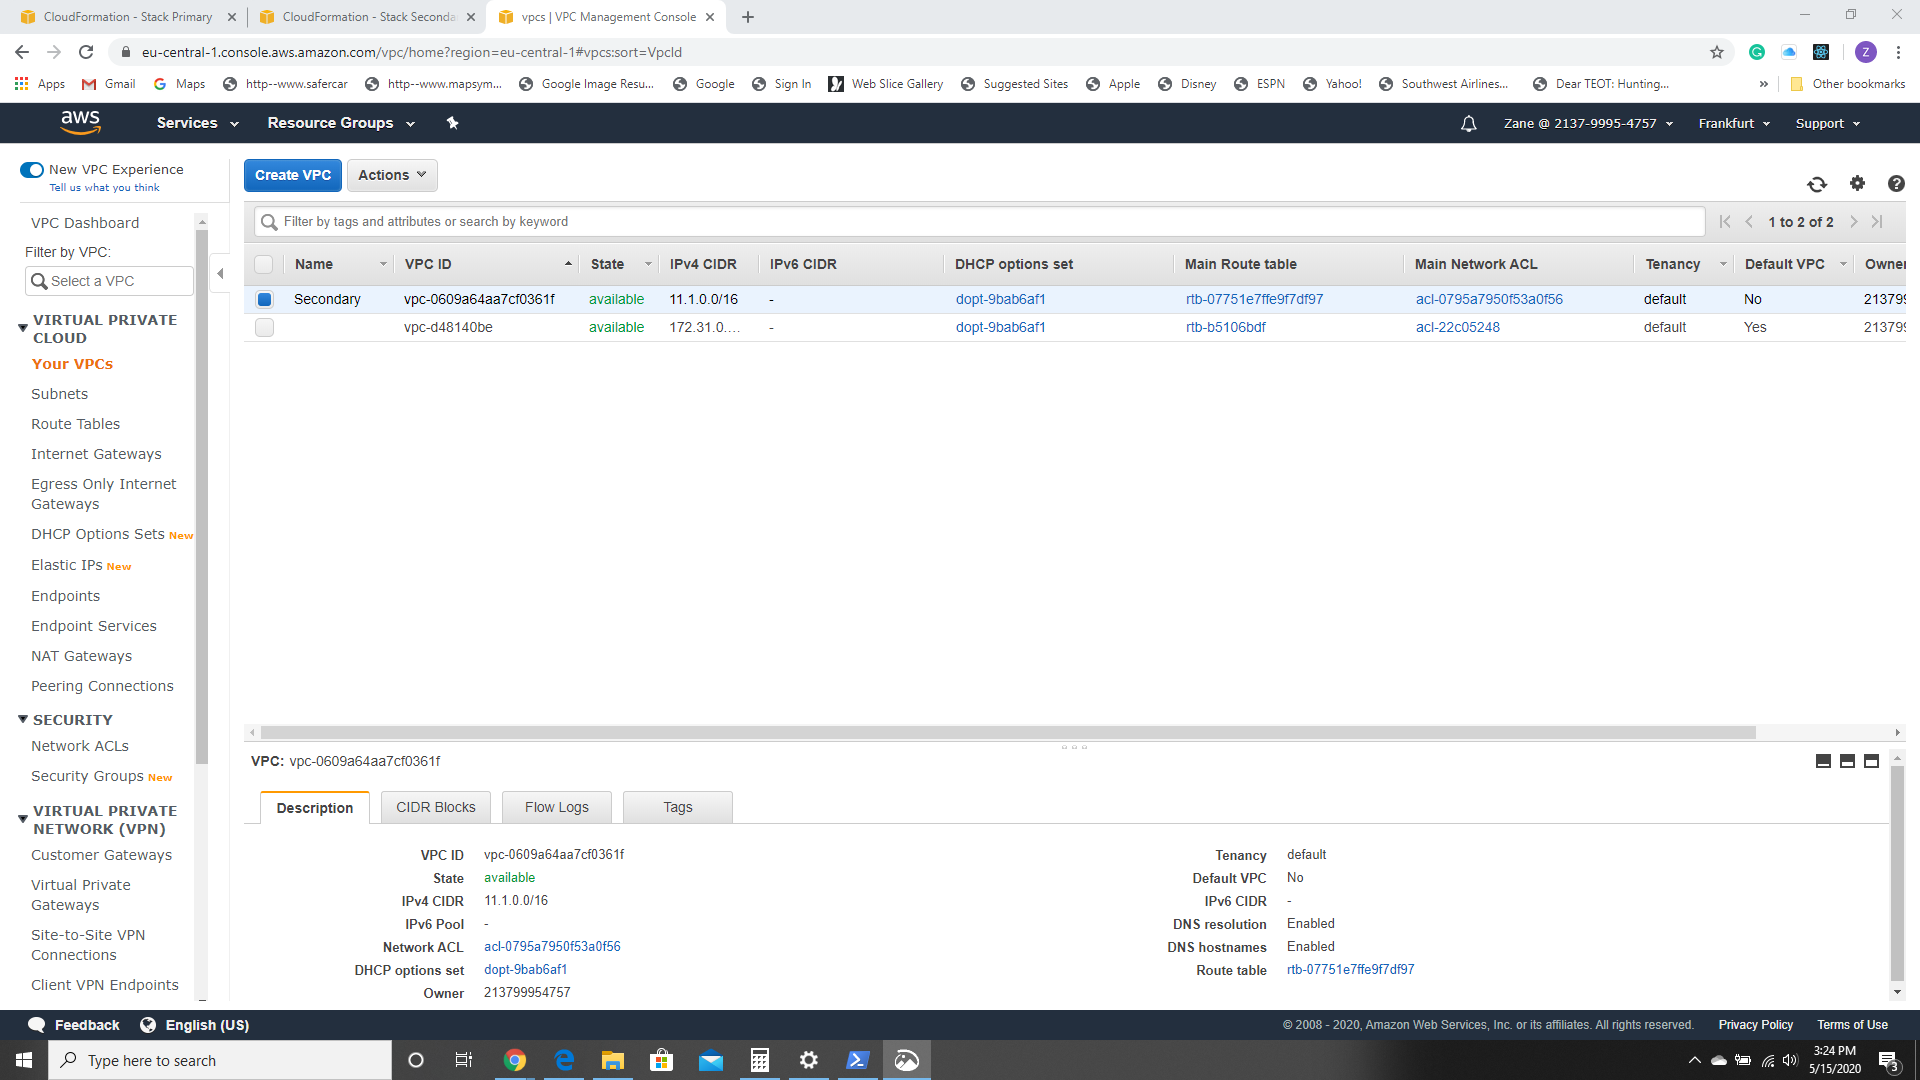 CloudFormation - Stack Primary
CloudFormation - Stack Seconda
vpcs | VPC Management Console
eu-central-1.console.aws.amazon.com/vpc/home?region=eu-central-1#vpcs:sort=VpcId
Z
Apps Gmail Maps http--www.safercar http--www.mapsym... Google Image Resu... Google Sign In Web Slice Gallery Suggested Sites Apple Disney ESPN Yahoo! Southwest Airlines... Dear TEOT: Hunting... » Other bookmarks
aws Services Resource Groups Zane @ 2137-9995-4757 Frankfurt Support
New VPC Experience
Tell us what you think
VPC Dashboard
Filter by VPC:
Select a VPC
VIRTUAL PRIVATE
CLOUD
Your VPCs
Subnets
Route Tables
Internet Gateways
Egress Only Internet
Gateways
DHCP Options Sets New
Elastic IPs New
Endpoints
Endpoint Services
NAT Gateways
Peering Connections
SECURITY
Network ACLs
Security Groups New
VIRTUAL PRIVATE
NETWORK (VPN)
Customer Gateways
Virtual Private
Gateways
Site-to-Site VPN
Connections
Client VPN Endpoints
Create VPC Actions
Filter by tags and attributes or search by keyword
1 to 2 of 2
Name VPC ID State IPv4 CIDR IPv6 CIDR DHCP options set Main Route table Main Network ACL Tenancy Default VPC Owner
Secondary vpc-0609a64aa7cf0361f available 11.1.0.0/16 - dopt-9bab6af1 rtb-07751e7ffe9f7df97 acl-0795a7950f53a0f56 default No 213799
vpc-d48140be available 172.31.0.... - dopt-9bab6af1 rtb-b5106bdf acl-22c05248 default Yes 213799
VPC: vpc-0609a64aa7cf0361f
Description CIDR Blocks Flow Logs Tags
VPC ID vpc-0609a64aa7cf0361f
State available
IPv4 CIDR 11.1.0.0/16
IPv6 Pool -
Network ACL acl-0795a7950f53a0f56
DHCP options set dopt-9bab6af1
Owner 213799954757
Tenancy default
Default VPC No
IPv6 CIDR -
DNS resolution Enabled
DNS hostnames Enabled
Route table rtb-07751e7ffe9f7df97
Feedback English (US)
© 2008 - 2020, Amazon Web Services, Inc. or its affiliates. All rights reserved. Privacy Policy Terms of Use
Type here to search
3:24 PM
5/15/2020
3